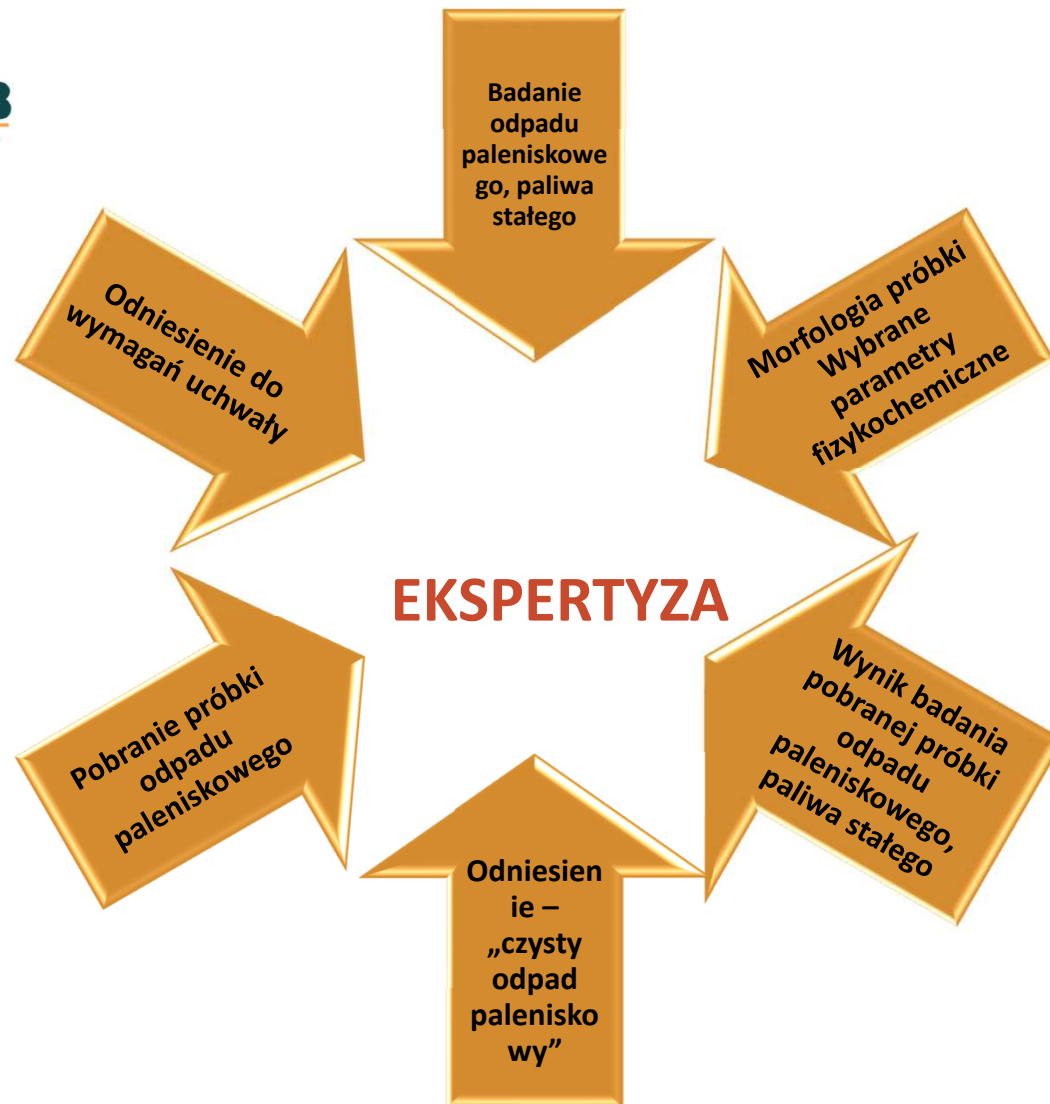 Badanie
odpadu
paleniskowe
go, paliwa
stałego
Morfologia próbki
Wybrane
parametry
fizykochemiczne
Wynik badania
pobranej próbki
odpadu
paleniskowego,
paliwa stałego
Odniesien
ie –
„czysty
odpad
palenisko
wy”
Pobranie próbki
odpadu
paleniskowego
Odniesienie do
wymagań uchwały
EKSPERTYZA